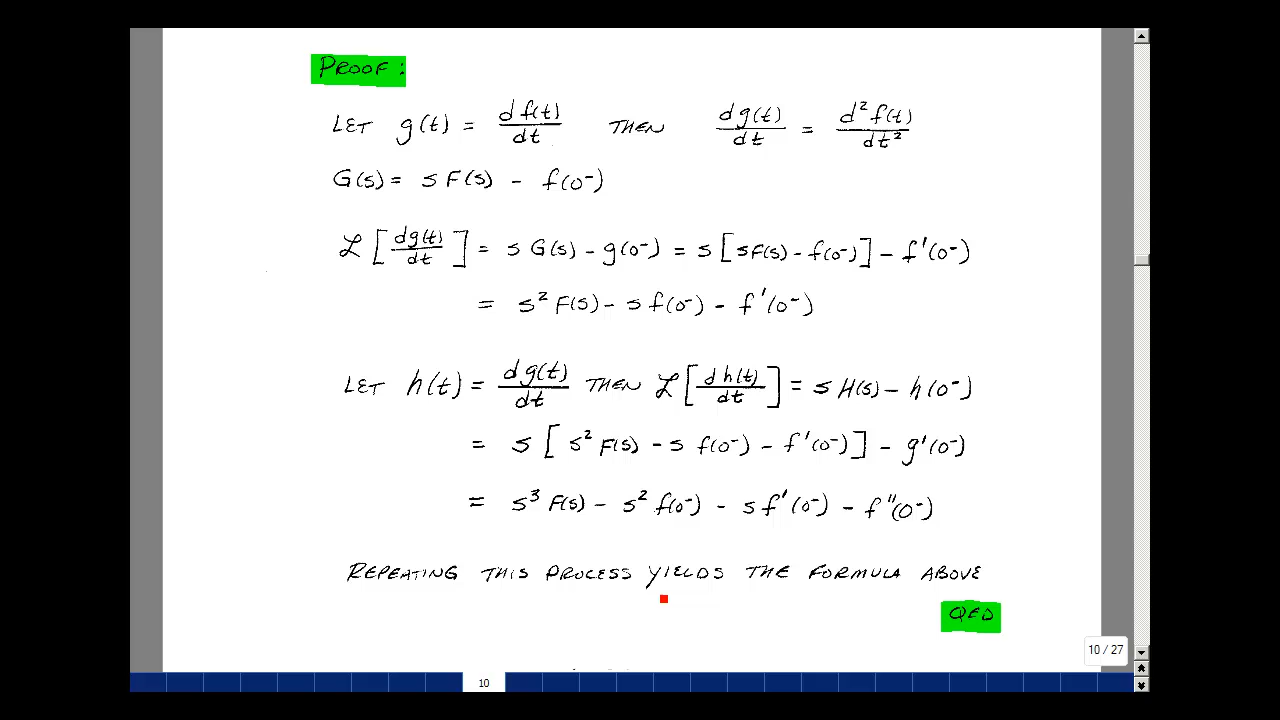 PROOF:
LET g(t) = df(t)/dt THEN dg(t)/dt = d²f(t)/dt²
G(s) = sF(s) - f(0⁻)
ℒ[dg(t)/dt] = sG(s) - g(0⁻) = s[sF(s) - f(0⁻)] - f'(0⁻)
= s²F(s) - sf(0⁻) - f'(0⁻)
LET h(t) = dg(t)/dt THEN ℒ[dh(t)/dt] = sH(s) - h(0⁻)
= s[s²F(s) - sf(0⁻) - f'(0⁻)] - g'(0⁻)
= s³F(s) - s²f(0⁻) - sf'(0⁻) - f"(0⁻)
REPEATING THIS PROCESS YIELDS THE FORMULA ABOVE
QED
10 / 27
10